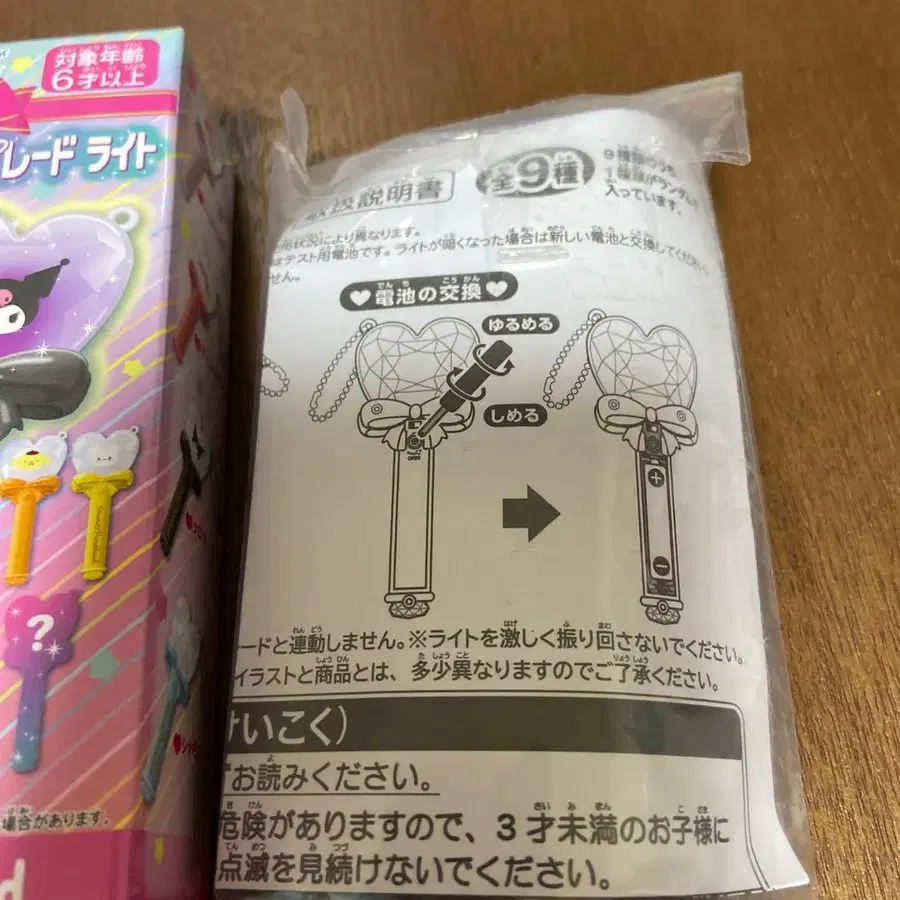 対象年齢
6才以上
レード ライト
場合があります。
取扱説明書
全9種
9種類のうち、
1種類がランダムに
入っています。
用状況により異なります。
はテスト用電池です。ライトが暗くなった場合は新しい電池と交換してください
せん。
電池の交換
ゆるめる
しめる
OPEN
ードと連動しません。※ライトを激しく振り回さないでください。
イラストと商品とは、多少異なりますのでご了承ください。
けいこく)
お読みください。
危険がありますので、3才未満のお子様に
点滅を見続けないでください。